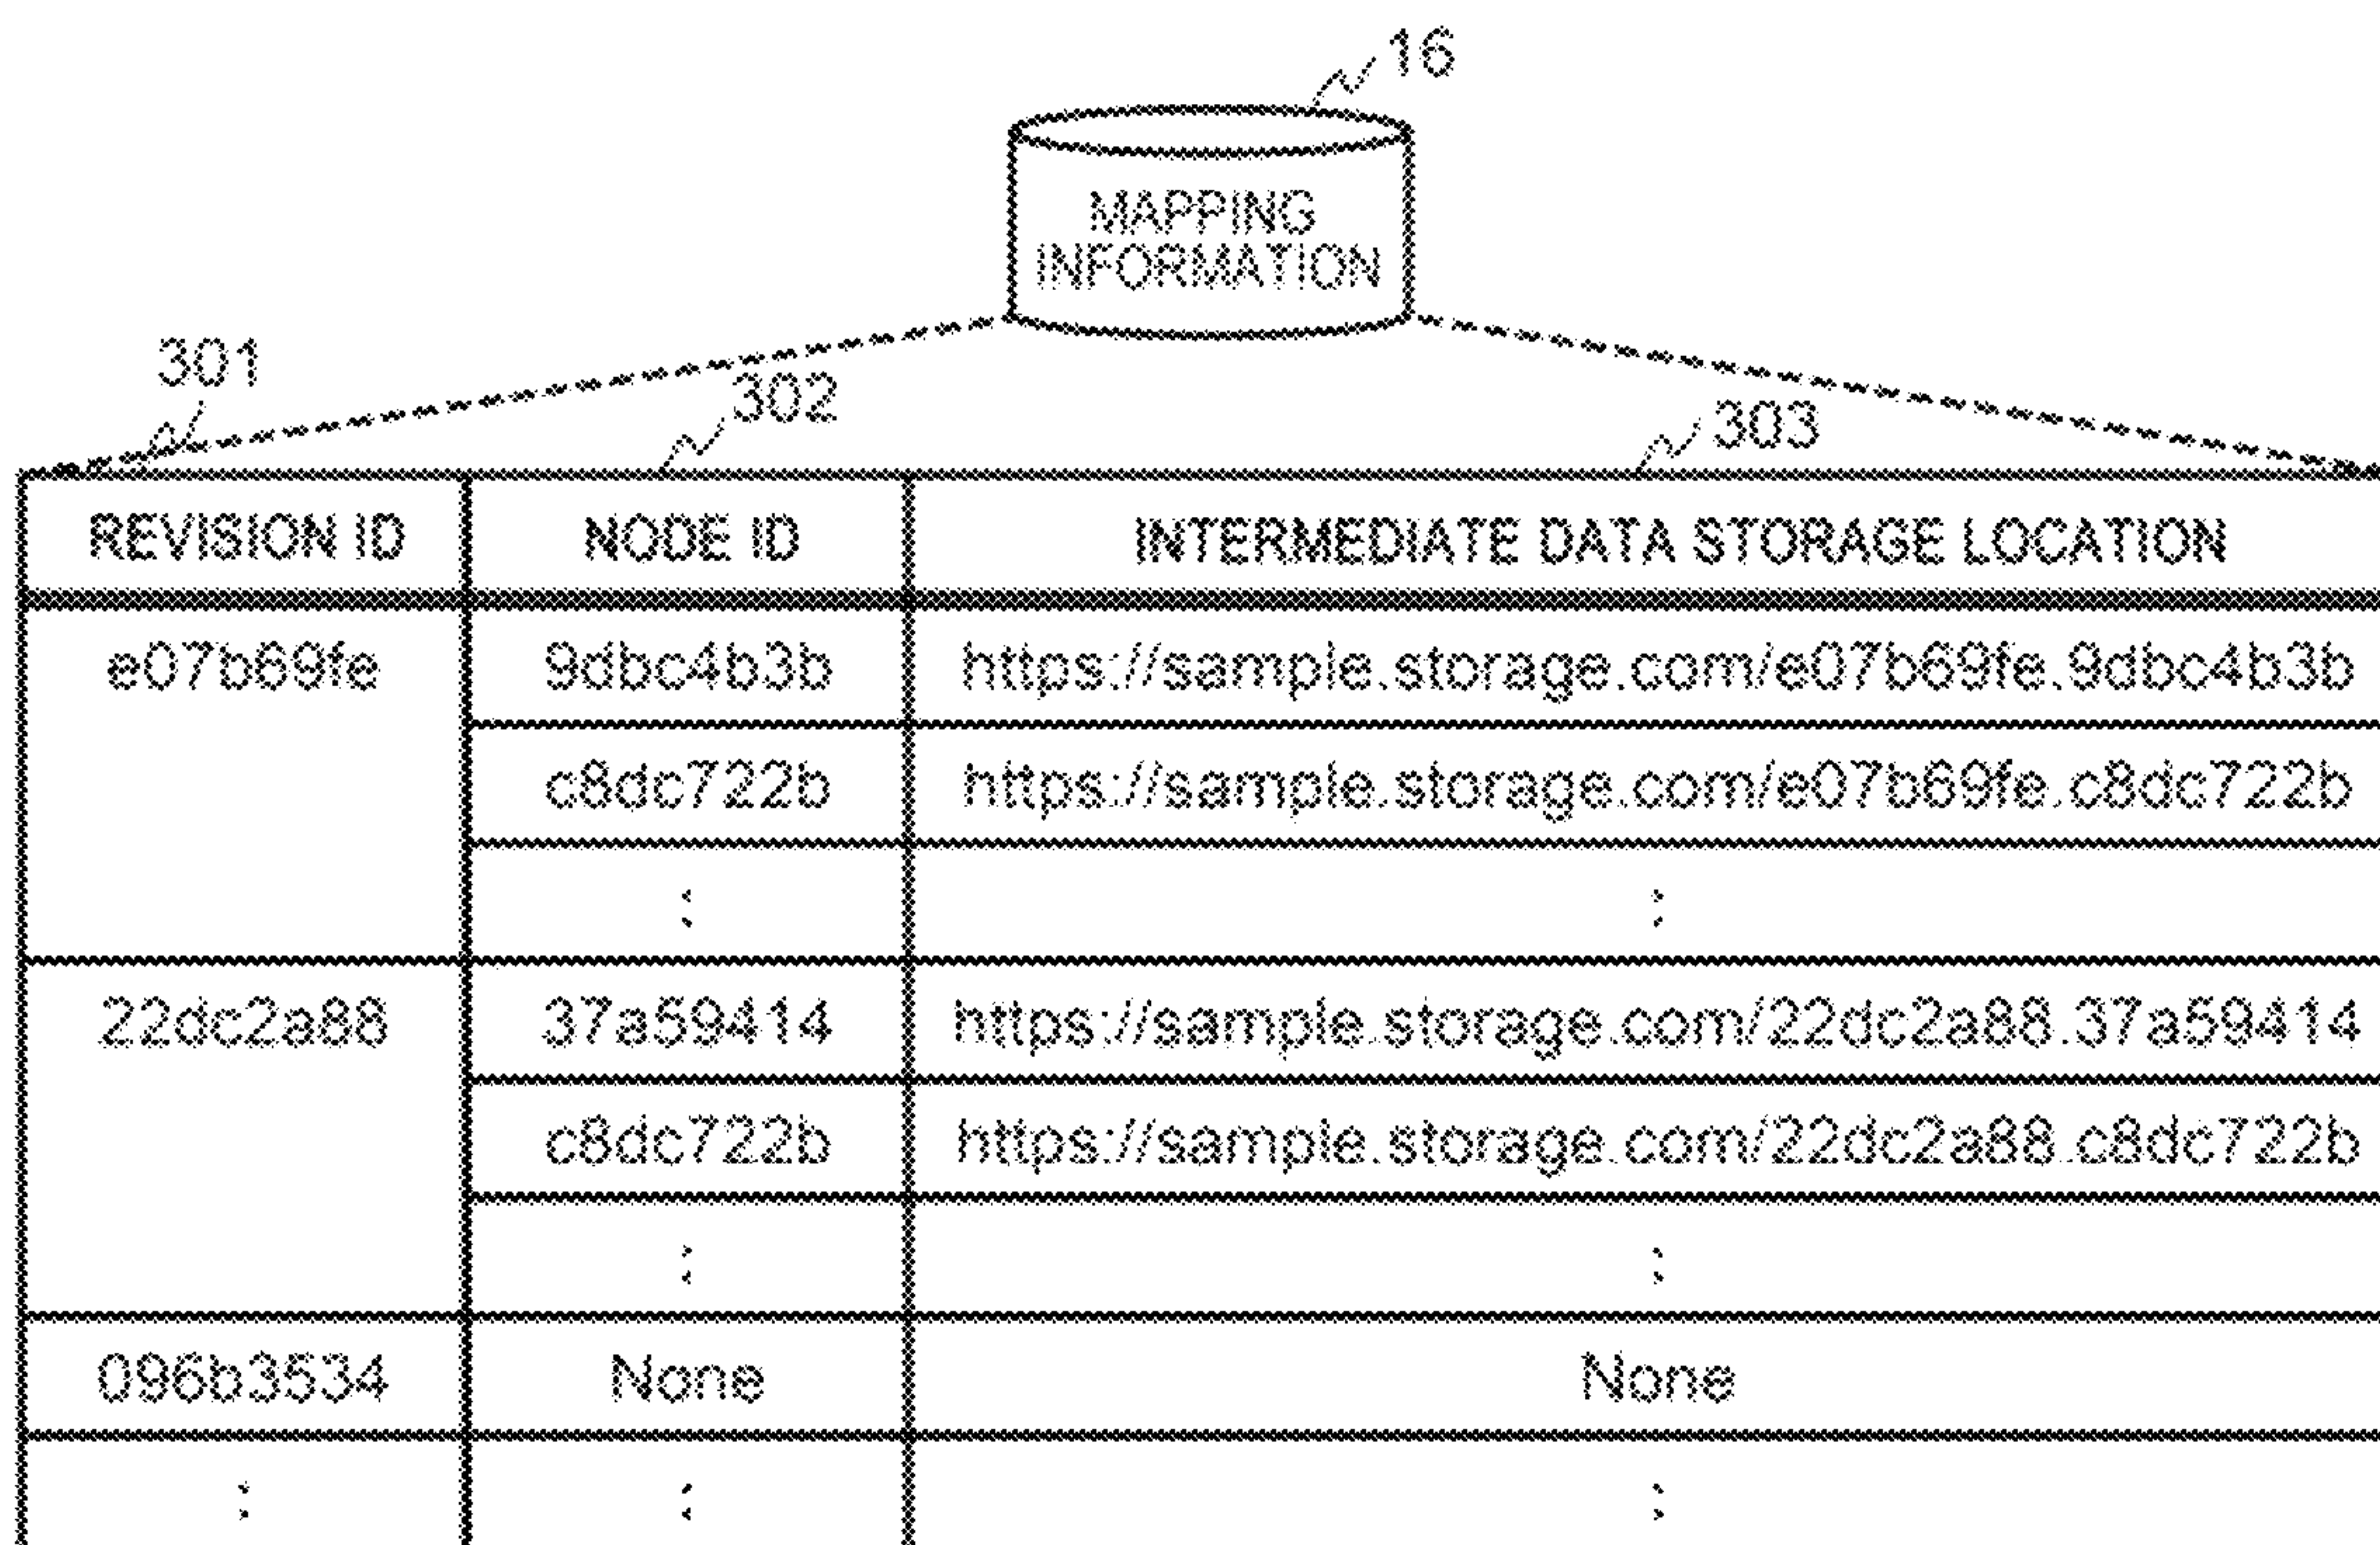 16
MAPPING
INFORMATION
301
302
303
REVISION ID NODE ID INTERMEDIATE DATA STORAGE LOCATION
e07b69fe 9dbc4b3b https://sample.storage.com/e07b69fe.9dbc4b3b
c8dc722b https://sample.storage.com/e07b69fe.c8dc722b
: :
22dc2a88 37a59414 https://sample.storage.com/22dc2a88.37a59414
c8dc722b https://sample.storage.com/22dc2a88.c8dc722b
: :
096b3534 None None
: : :